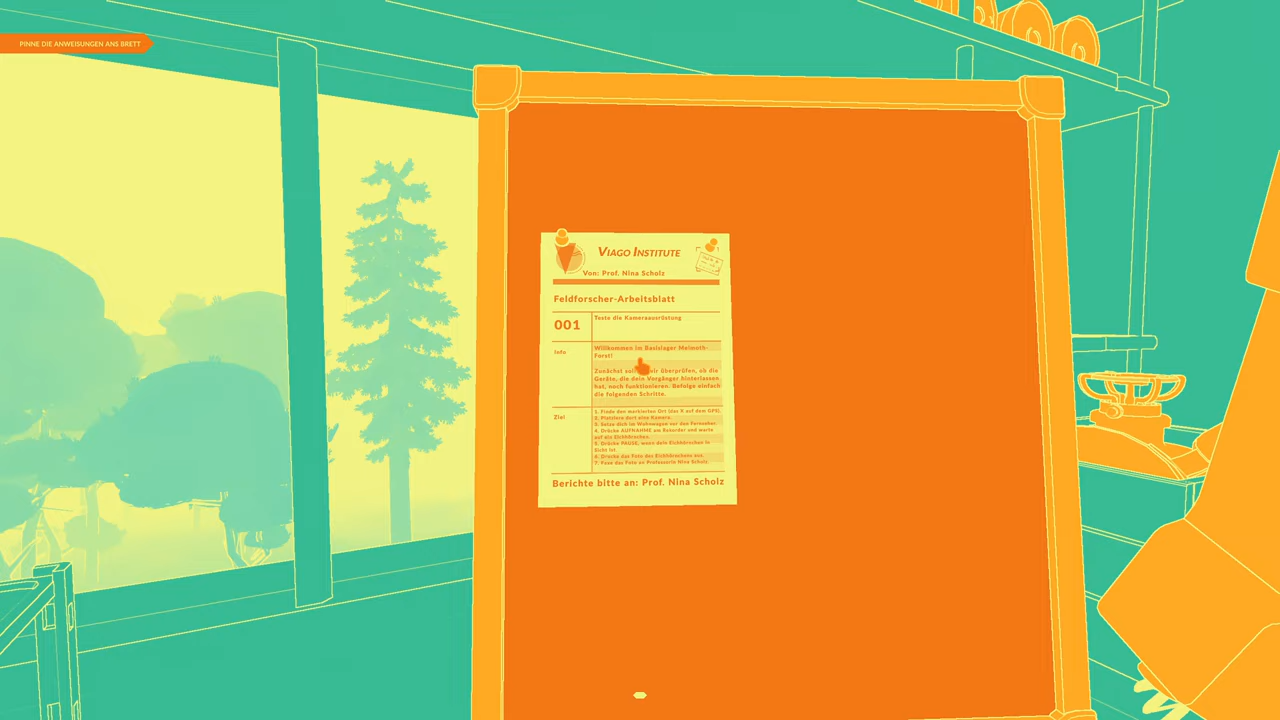 PINNE DIE ANWEISUNGEN ANS BRETT
VIAGO INSTITUTE
Von: Prof. Nina Scholz
Feldforscher-Arbeitsblatt
001
Teste die Kameraausrüstung
Info
Willkommen im Basislager Melmoth-
Forst!
Zunächst überprüfen, ob die
Geräte, die dein Vorgänger hinterlassen
hat, noch funktionieren. Befolge einfach
die folgenden Schritte.
Ziel
1. Finde den markierten Ort (das X auf dem GPS).
2. Platziere dort eine Kamera.
3. Setze dich im Wohnwagen vor den Fernseher.
4. Drücke AUFNAHME am Rekorder und warte
auf ein Eichhörnchen.
5. Drücke PAUSE, wenn dein Eichhörnchen in
Sicht ist.
6. Drucke das Foto des Eichhörnchens aus.
7. Faxe das Foto an Professorin Nina Scholz.
Berichte bitte an: Prof. Nina Scholz